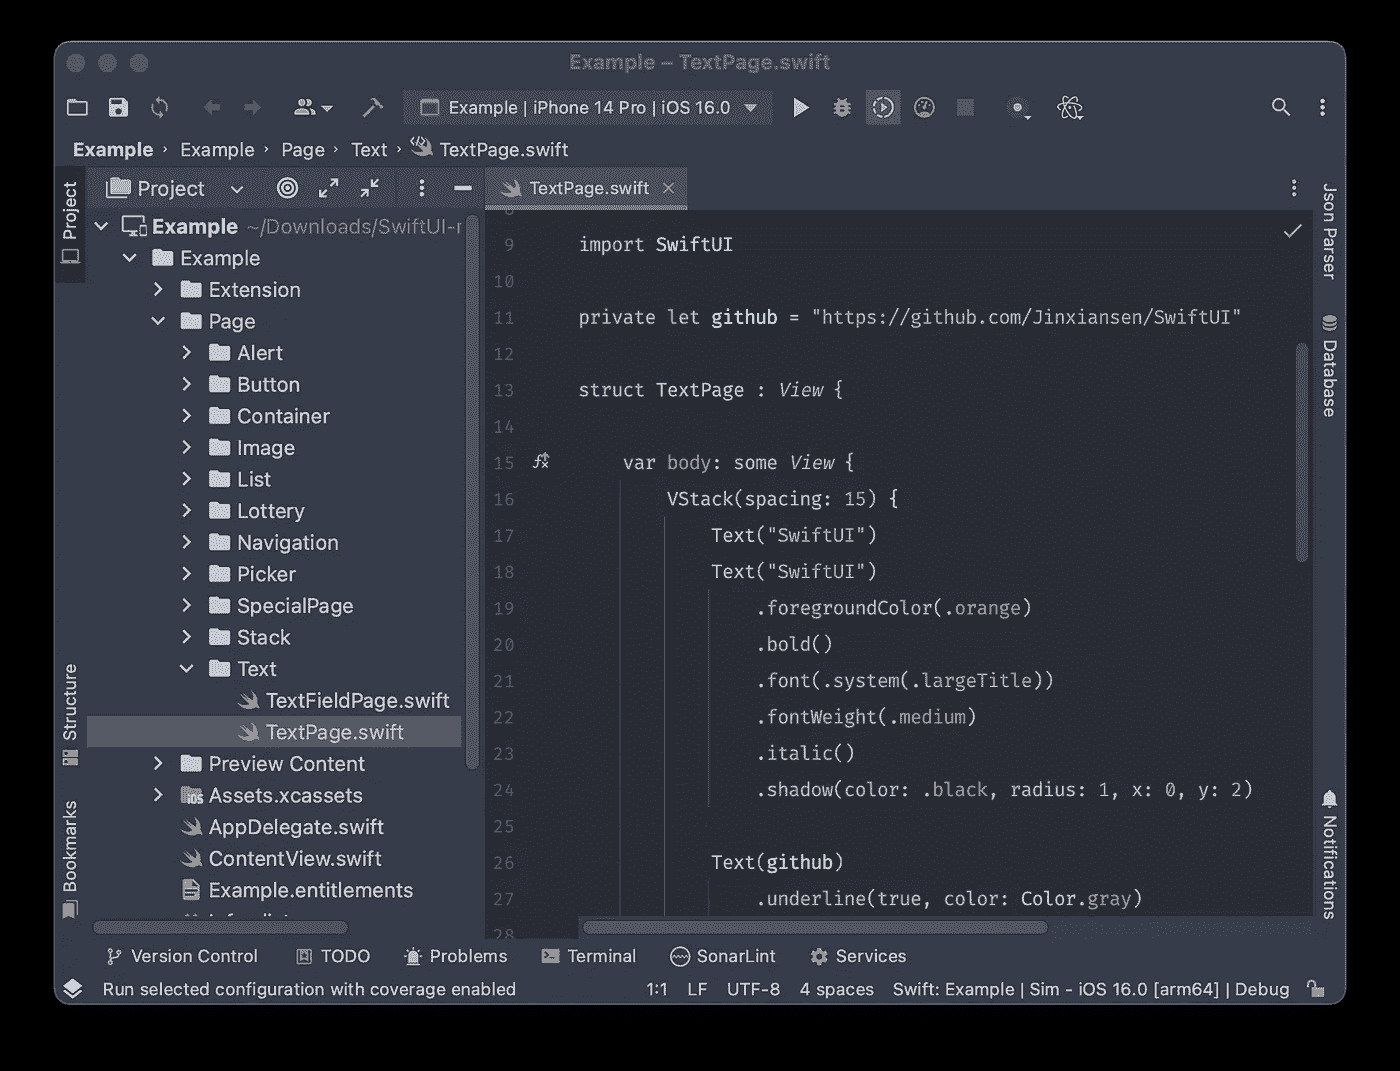 Example – TextPage.swift
Example | iPhone 14 Pro | iOS 16.0
Example › Example › Page › Text › TextPage.swift
Project
Project
Structure
Bookmarks
Example ~/Downloads/SwiftUI-
Example
Extension
Page
Alert
Button
Container
Image
List
Lottery
Navigation
Picker
SpecialPage
Stack
Text
TextFieldPage.swift
TextPage.swift
Preview Content
Assets.xcassets
AppDelegate.swift
ContentView.swift
Example.entitlements
TextPage.swift
9 import SwiftUI
10
11 private let github = "https://github.com/Jinxiansen/SwiftUI"
12
13 struct TextPage : View {
14
15 var body: some View {
16 VStack(spacing: 15) {
17 Text("SwiftUI")
18 Text("SwiftUI")
19 .foregroundColor(.orange)
20 .bold()
21 .font(.system(.largeTitle))
22 .fontWeight(.medium)
23 .italic()
24 .shadow(color: .black, radius: 1, x: 0, y: 2)
25
26 Text(github)
27 .underline(true, color: Color.gray)
28
Json Parser
Database
Notifications
Version Control TODO Problems Terminal SonarLint Services
Run selected configuration with coverage enabled 1:1 LF UTF-8 4 spaces Swift: Example | Sim - iOS 16.0 [arm64] | Debug